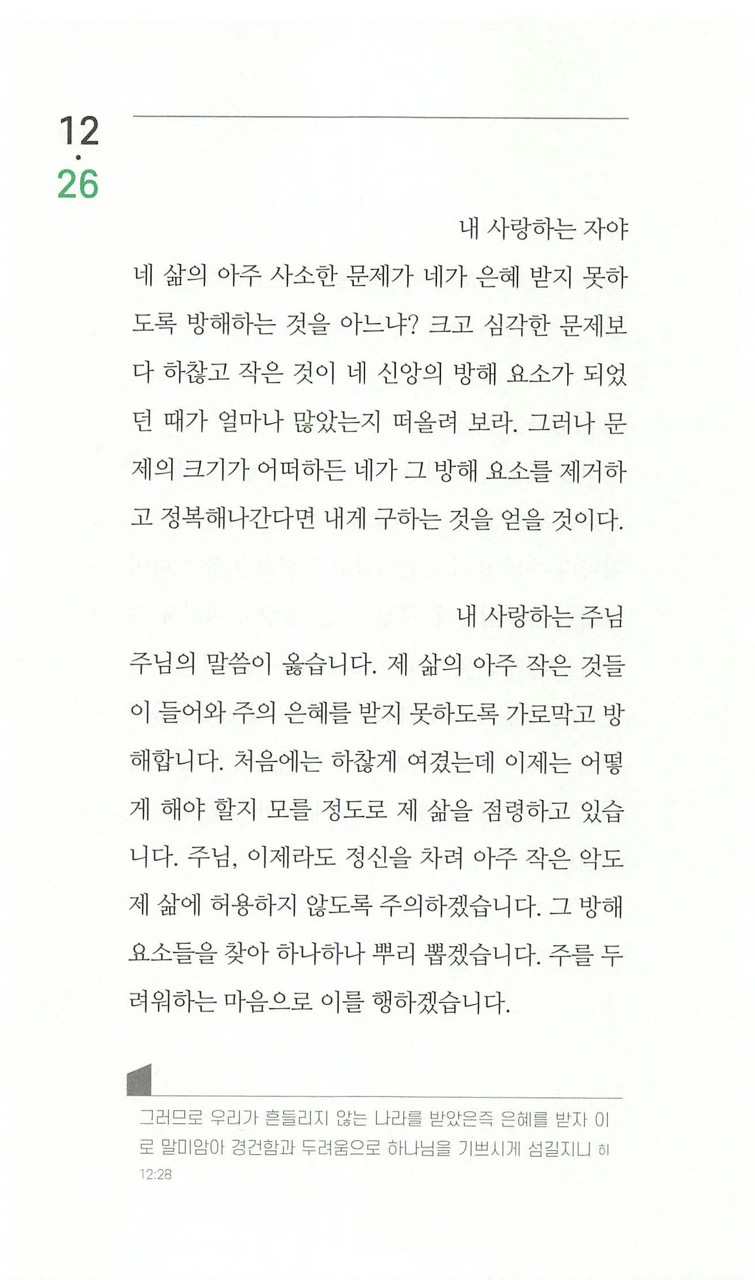 12
·
26
내 사랑하는 자야
네 삶의 아주 사소한 문제가 네가 은혜 받지 못하
도록 방해하는 것을 아느냐? 크고 심각한 문제보
다 하찮고 작은 것이 네 신앙의 방해 요소가 되었
던 때가 얼마나 많았는지 떠올려 보라. 그러나 문
제의 크기가 어떠하든 네가 그 방해 요소를 제거하
고 정복해나간다면 내게 구하는 것을 얻을 것이다.
내 사랑하는 주님
주님의 말씀이 옳습니다. 제 삶의 아주 작은 것들
이 들어와 주의 은혜를 받지 못하도록 가로막고 방
해합니다. 처음에는 하찮게 여겼는데 이제는 어떻
게 해야 할지 모를 정도로 제 삶을 점령하고 있습
니다. 주님, 이제라도 정신을 차려 아주 작은 악도
제 삶에 허용하지 않도록 주의하겠습니다. 그 방해
요소들을 찾아 하나하나 뿌리 뽑겠습니다. 주를 두
려워하는 마음으로 이를 행하겠습니다.
그러므로 우리가 흔들리지 않는 나라를 받았은즉 은혜를 받자 이
로 말미암아 경건함과 두려움으로 하나님을 기쁘시게 섬길지니 히
12:28